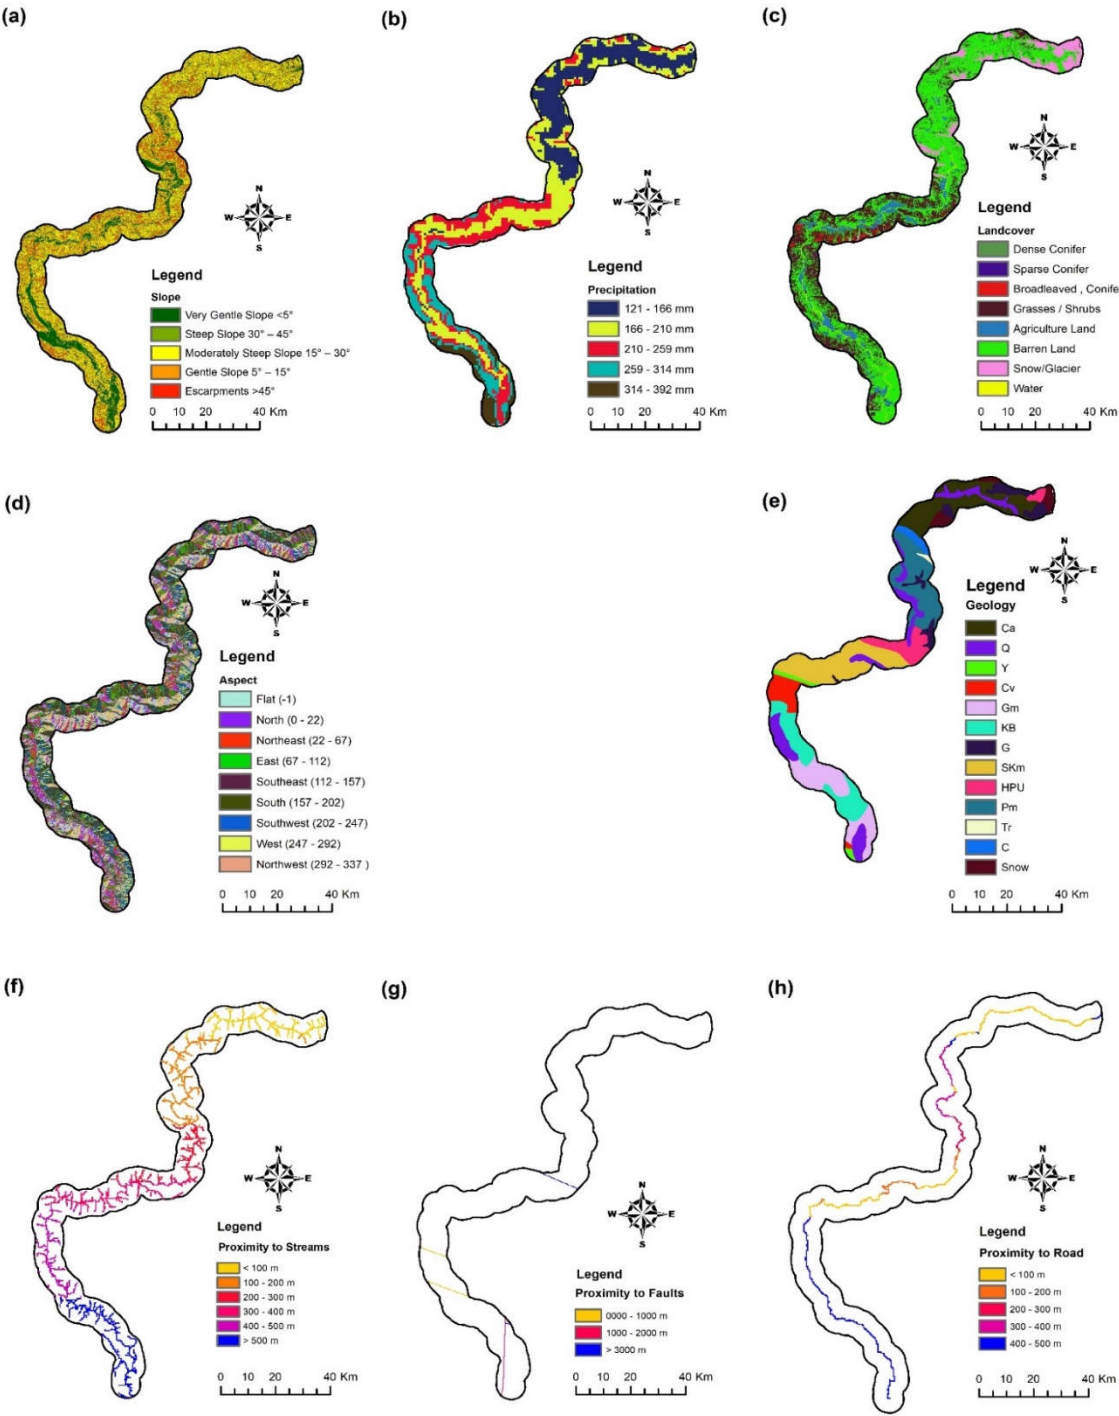 (a)
N
W E
S
Legend
Slope
Very Gentle Slope <5°
Steep Slope 30° – 45°
Moderately Steep Slope 15° – 30°
Gentle Slope 5° – 15°
Escarpments >45°
0 10 20 40 Km
(b)
N
W E
S
Legend
Precipitation
121 - 166 mm
166 - 210 mm
210 - 259 mm
259 - 314 mm
314 - 392 mm
0 10 20 40 Km
(c)
N
W E
S
Legend
Landcover
Dense Conifer
Sparse Conifer
Broadleaved , Conife
Grasses / Shrubs
Agriculture Land
Barren Land
Snow/Glacier
Water
0 10 20 40 Km
(d)
N
W E
S
Legend
Aspect
Flat (-1)
North (0 - 22)
Northeast (22 - 67)
East (67 - 112)
Southeast (112 - 157)
South (157 - 202)
Southwest (202 - 247)
West (247 - 292)
Northwest (292 - 337 )
0 10 20 40 Km
(e)
N
W E
S
Legend
Geology
Ca
Q
Y
Cv
Gm
KB
G
SKm
HPU
Pm
Tr
C
Snow
0 10 20 40 Km
(f)
N
W E
S
Legend
Proximity to Streams
< 100 m
100 - 200 m
200 - 300 m
300 - 400 m
400 - 500 m
> 500 m
0 10 20 40 Km
(g)
N
W E
S
Legend
Proximity to Faults
0000 - 1000 m
1000 - 2000 m
> 3000 m
0 10 20 40 Km
(h)
N
W E
S
Legend
Proximity to Road
< 100 m
100 - 200 m
200 - 300 m
300 - 400 m
400 - 500 m
0 10 20 40 Km